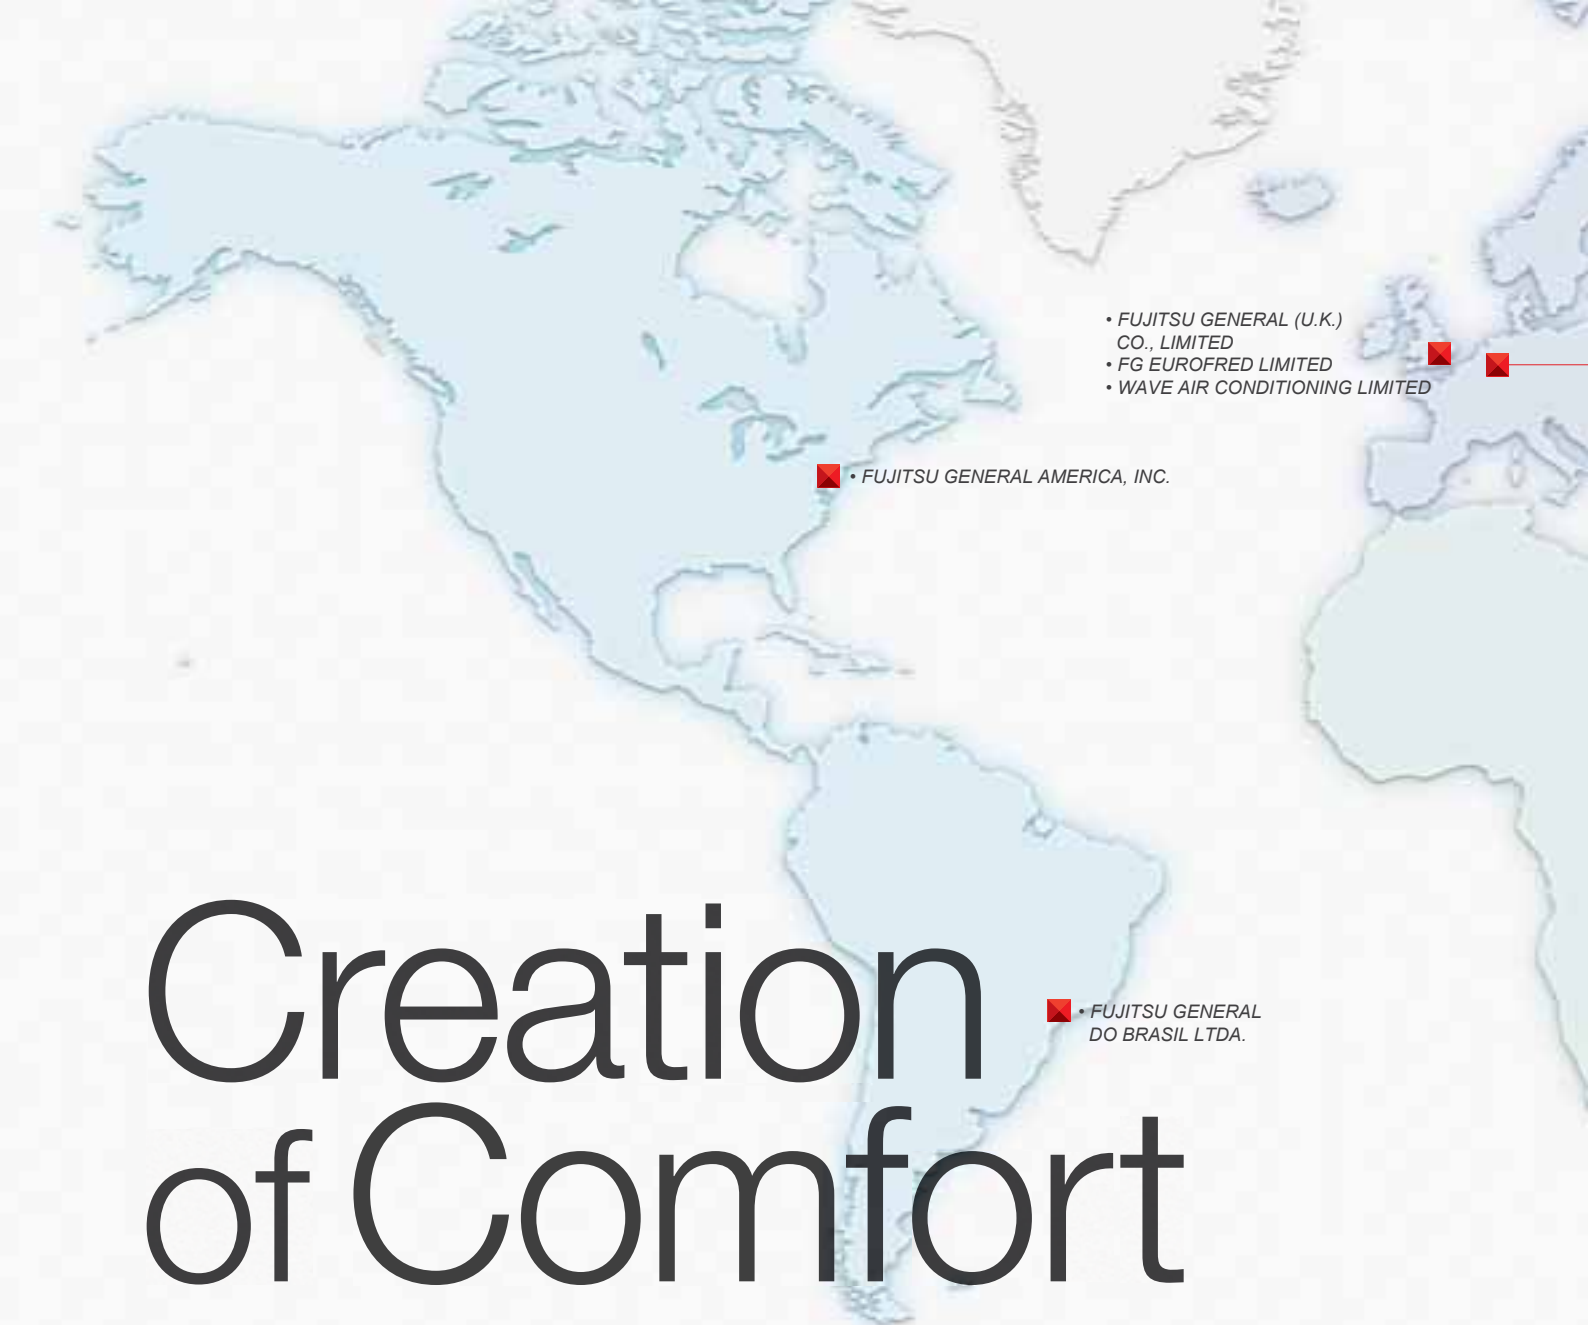 • FUJITSU GENERAL (U.K.)
CO., LIMITED
• FG EUROFRED LIMITED
• WAVE AIR CONDITIONING LIMITED
• FUJITSU GENERAL AMERICA, INC.
• FUJITSU GENERAL
DO BRASIL LTDA.
Creation
of Comfort